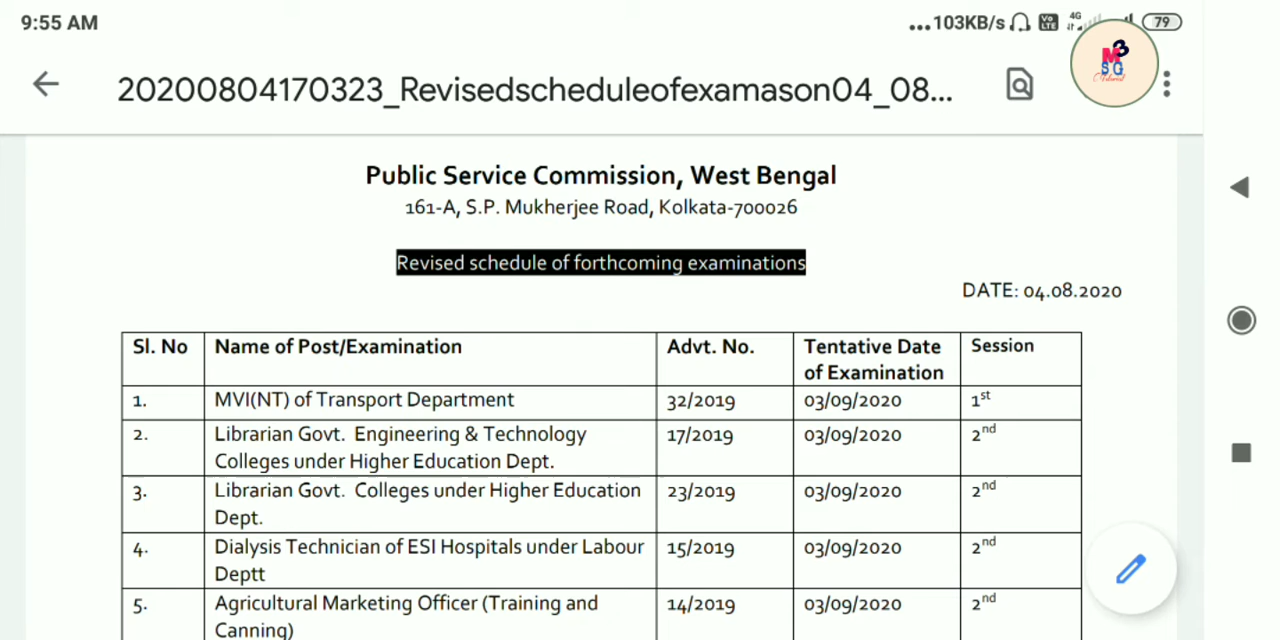 9:55 AM
...103KB/s Vo LTE 4G 79
M3
SG
20200804170323_Revisedscheduleofexamason04_08...
Public Service Commission, West Bengal
161-A, S.P. Mukherjee Road, Kolkata-700026
Revised schedule of forthcoming examinations
DATE: 04.08.2020
Sl. No Name of Post/Examination Advt. No. Tentative Date Session
of Examination
1. MVI(NT) of Transport Department 32/2019 03/09/2020 1st
2. Librarian Govt. Engineering & Technology 17/2019 03/09/2020 2nd
Colleges under Higher Education Dept.
3. Librarian Govt. Colleges under Higher Education 23/2019 03/09/2020 2nd
Dept.
4. Dialysis Technician of ESI Hospitals under Labour 15/2019 03/09/2020 2nd
Deptt
5. Agricultural Marketing Officer (Training and 14/2019 03/09/2020 2nd
Canning)